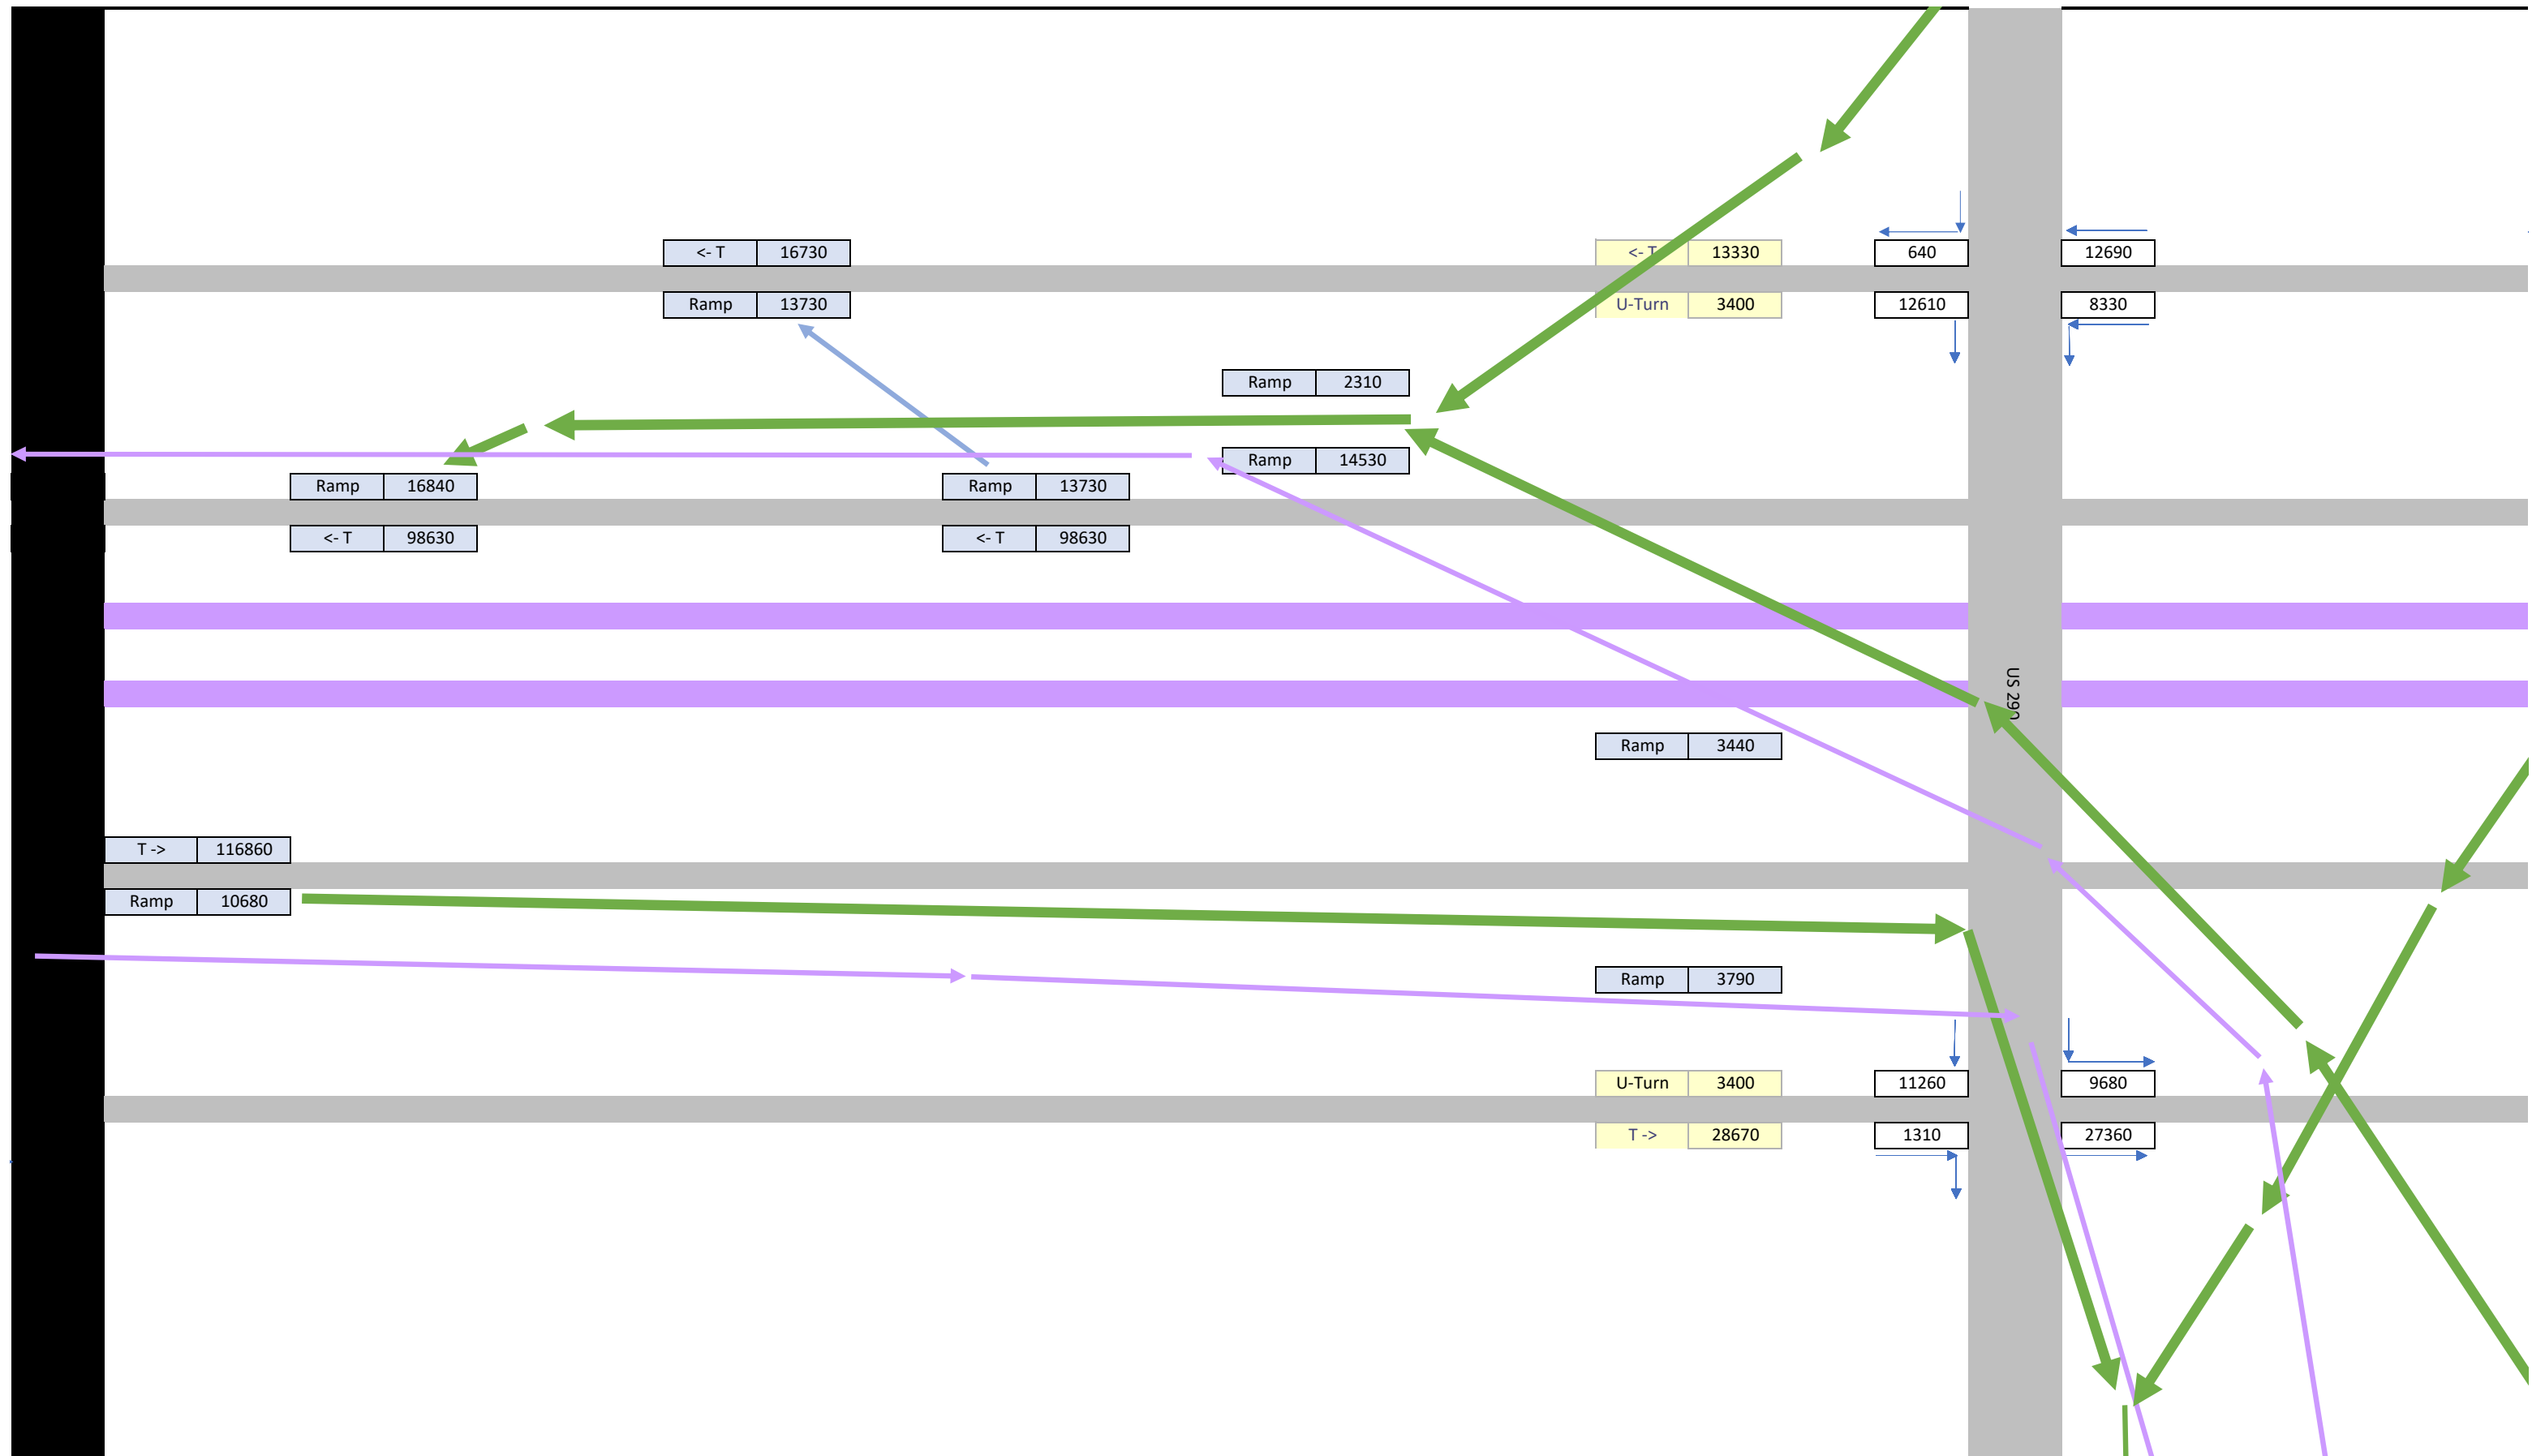 <- T 16730 <- T 13330 640 12690
Ramp 13730 U-Turn 3400 12610 8330
Ramp 2310
Ramp 14530
Ramp 16840 Ramp 13730
<- T 98630 <- T 98630
US 290
Ramp 3440
T -> 116860
Ramp 10680
Ramp 3790
U-Turn 3400 11260 9680
T -> 28670 1310 27360